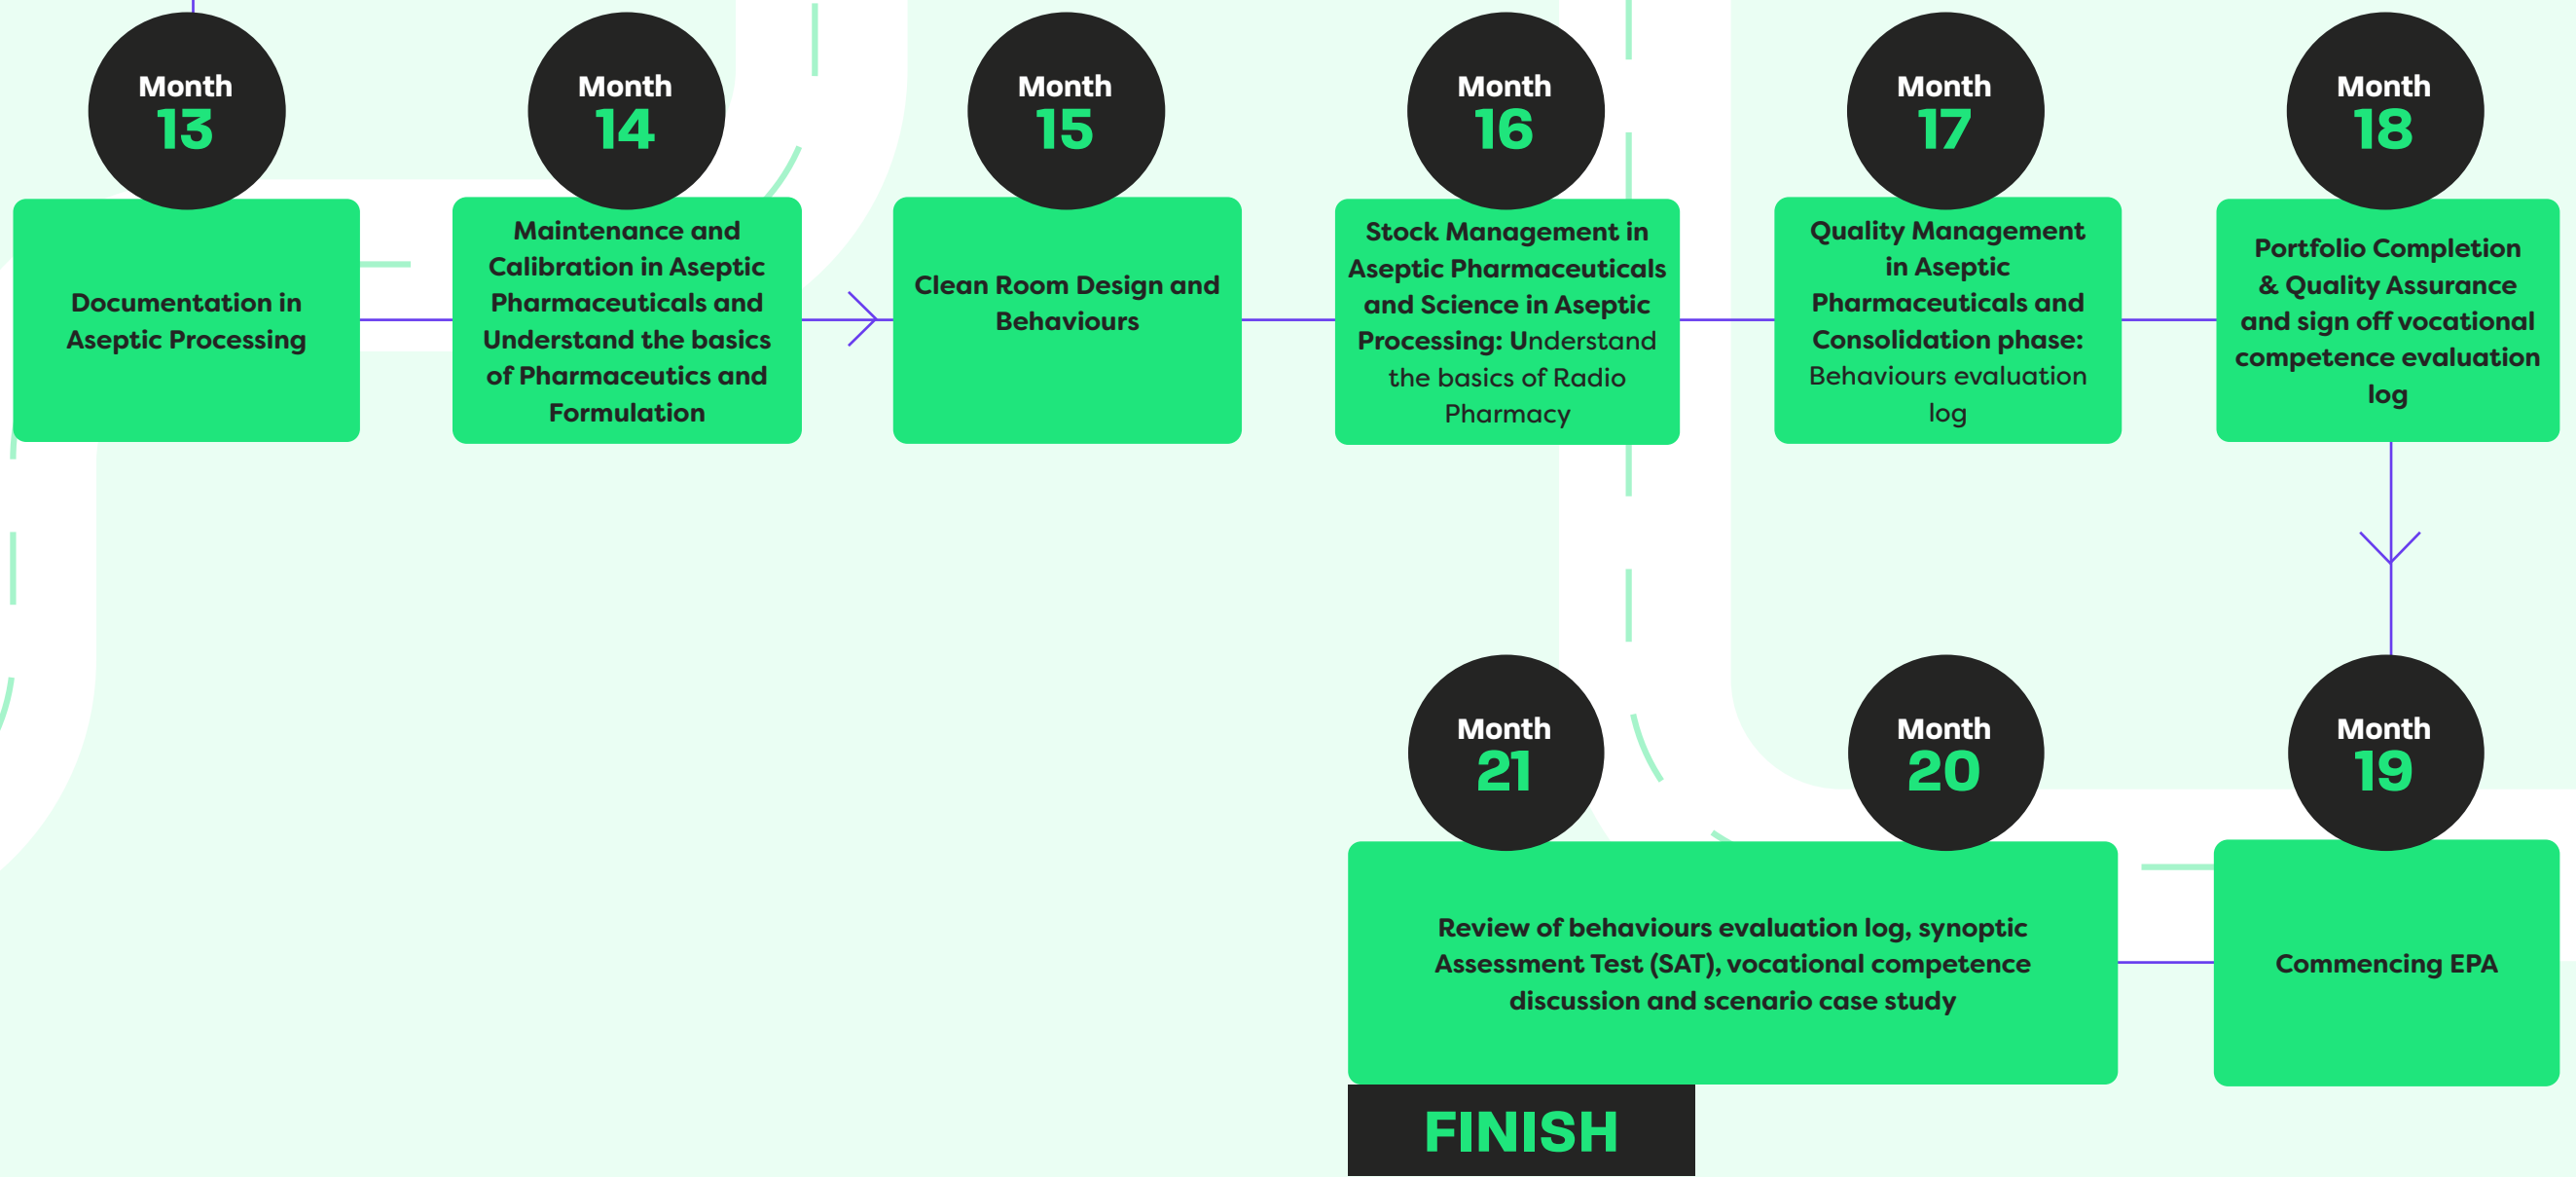 Month
13
Documentation in
Aseptic Processing
Month
14
Maintenance and
Calibration in Aseptic
Pharmaceuticals and
Understand the basics
of Pharmaceutics and
Formulation
Month
15
Clean Room Design and
Behaviours
Month
16
Stock Management in
Aseptic Pharmaceuticals
and Science in Aseptic
Processing: Understand
the basics of Radio
Pharmacy
Month
17
Quality Management
in Aseptic
Pharmaceuticals and
Consolidation phase:
Behaviours evaluation
log
Month
18
Portfolio Completion
& Quality Assurance
and sign off vocational
competence evaluation
log
Month
19
Commencing EPA
Month
20
Month
21
Review of behaviours evaluation log, synoptic
Assessment Test (SAT), vocational competence
discussion and scenario case study
FINISH